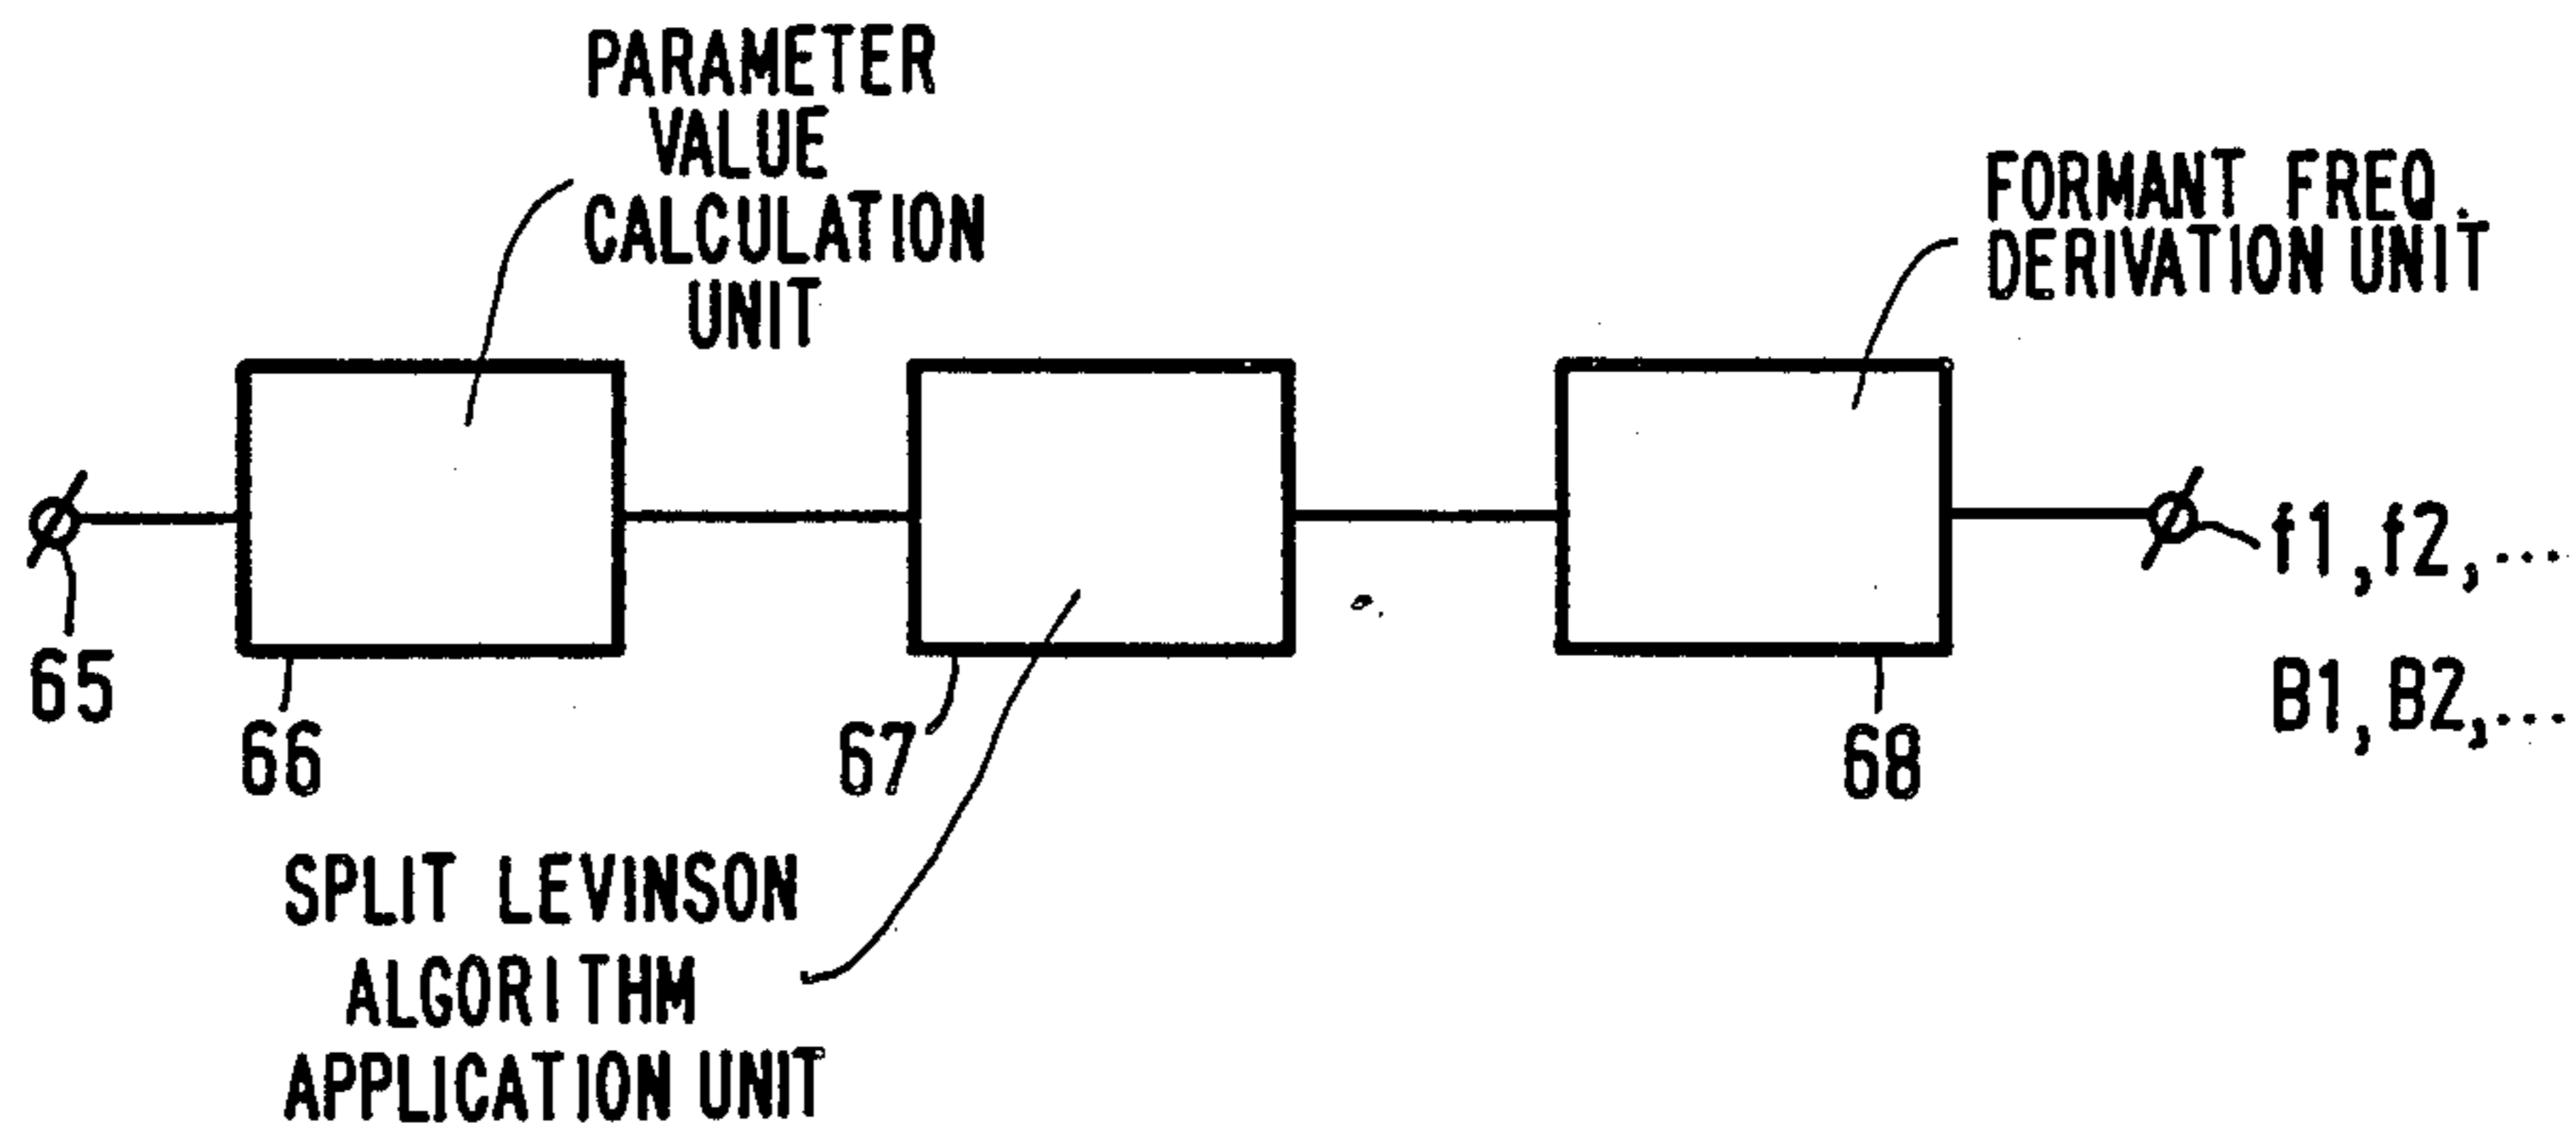 PARAMETER
VALUE
CALCULATION
UNIT
FORMANT FREQ.
DERIVATION UNIT
f1, f2, ...
B1, B2, ...
65
66
67
68
SPLIT LEVINSON
ALGORITHM
APPLICATION UNIT